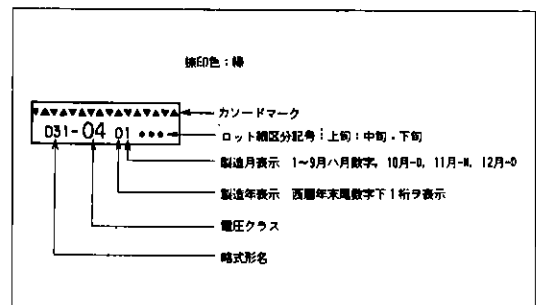 捺印色:緑
カソードマーク
D31-04 01 •••
ロット細区分記号:上旬:中旬・下旬
製造月表示 1~9月ハ月数字、10月-O、11月-N、12月-D
製造年表示 西暦年末尾数字下1桁ヲ表示
電圧クラス
略式形名